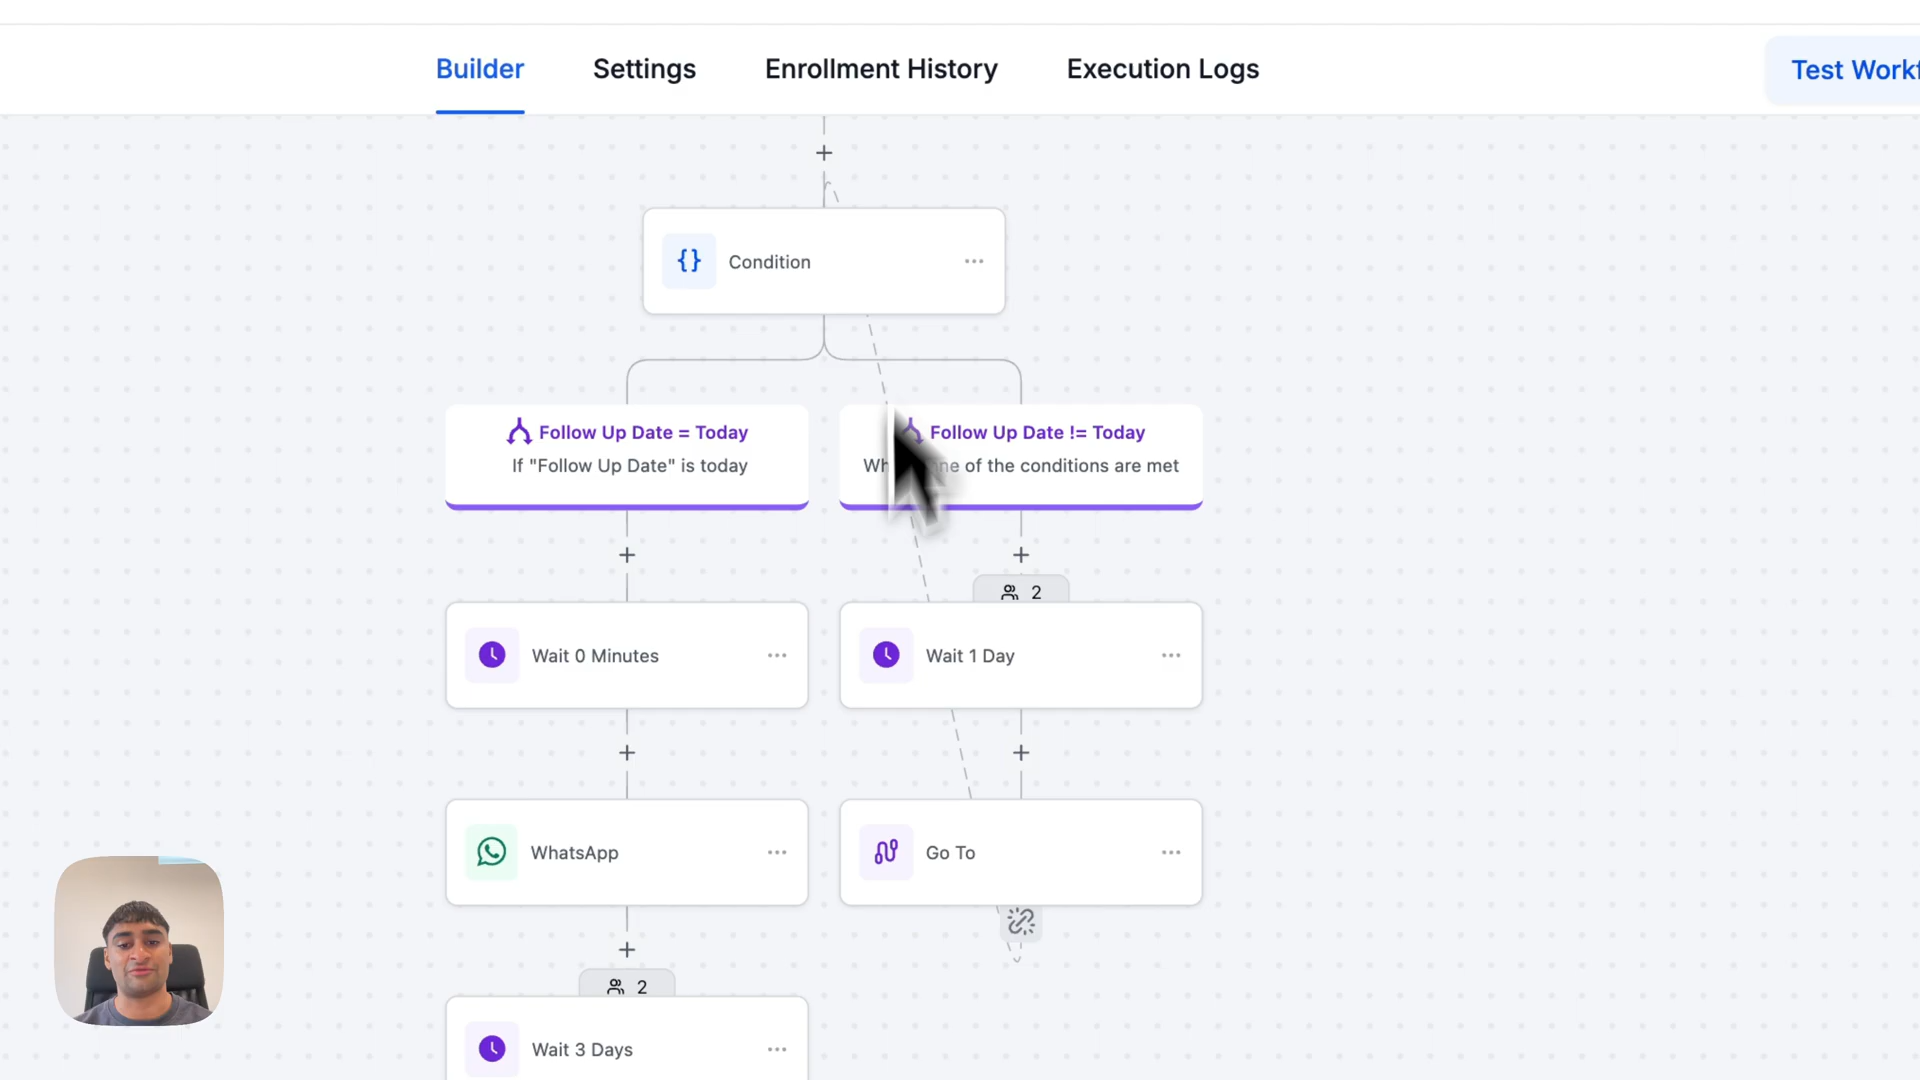 Builder
Settings
Enrollment History
Execution Logs
Test
Condition
Follow Up Date = Today
If "Follow Up Date" is today
Follow Up Date != Today
of the conditions are met
2
Wait 0 Minutes
Wait 1 Day
WhatsApp
Go To
2
Wait 3 Days